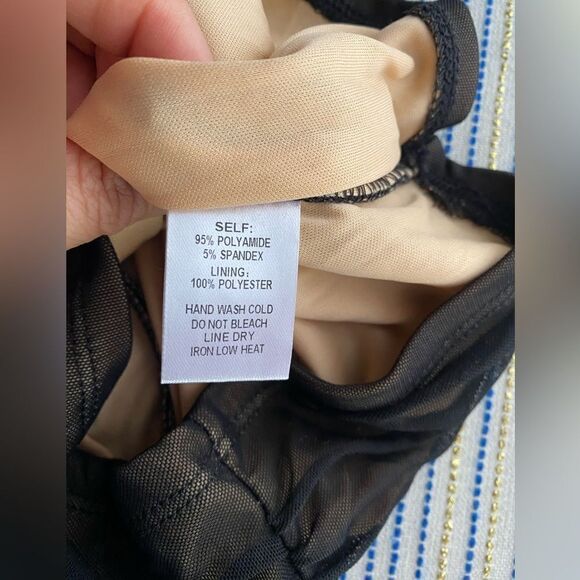 SELF:
95% POLYAMIDE
5% SPANDEX
LINING:
100% POLYESTER
HAND WASH COLD
DO NOT BLEACH
LINE DRY
IRON LOW HEAT